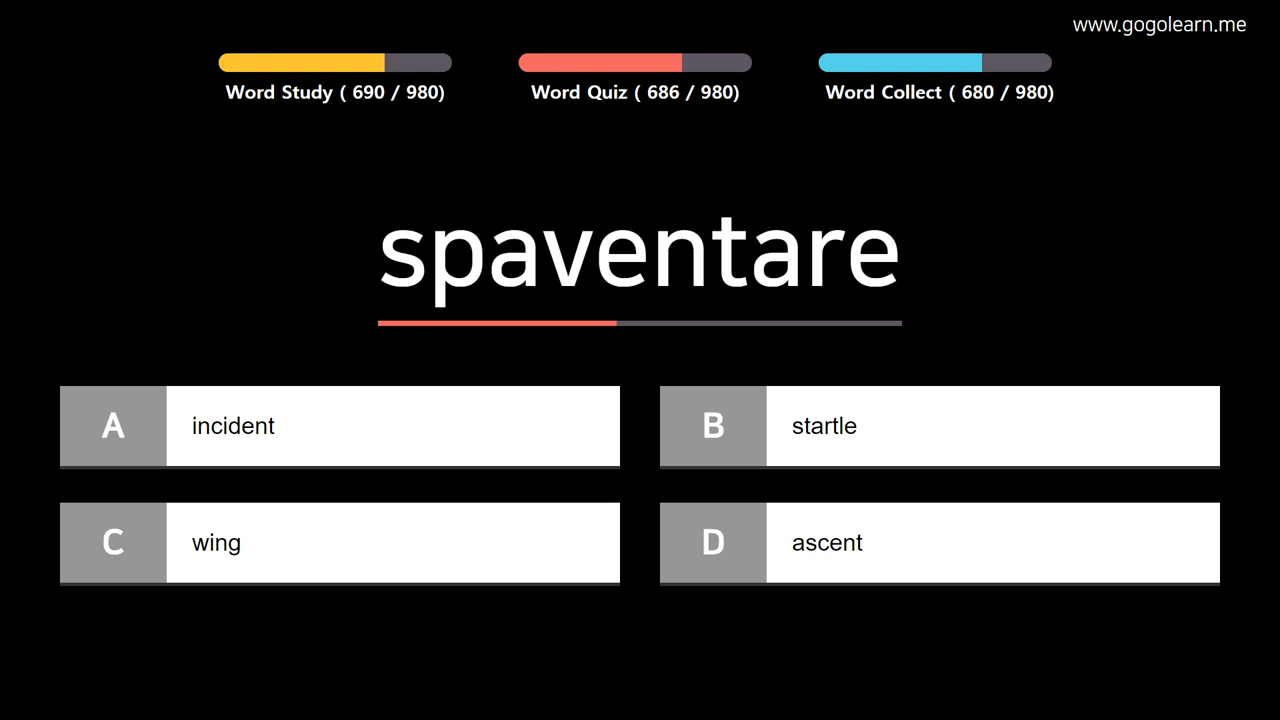 www.gogolearn.me
Word Study ( 690 / 980)
Word Quiz ( 686 / 980)
Word Collect ( 680 / 980)
spaventare
A incident
B startle
C wing
D ascent